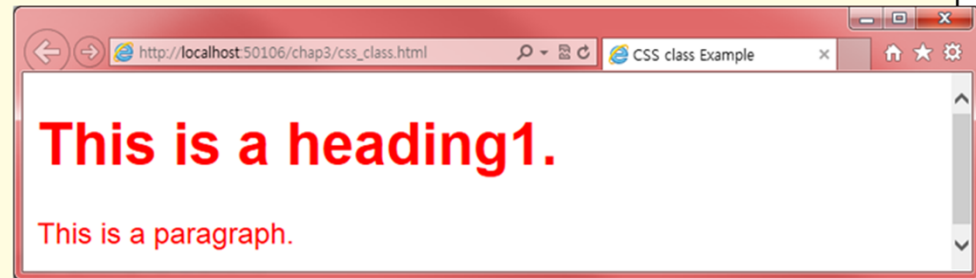 http://localhost:50106/chap3/css_class.html
CSS class Example
This is a heading1.
This is a paragraph.